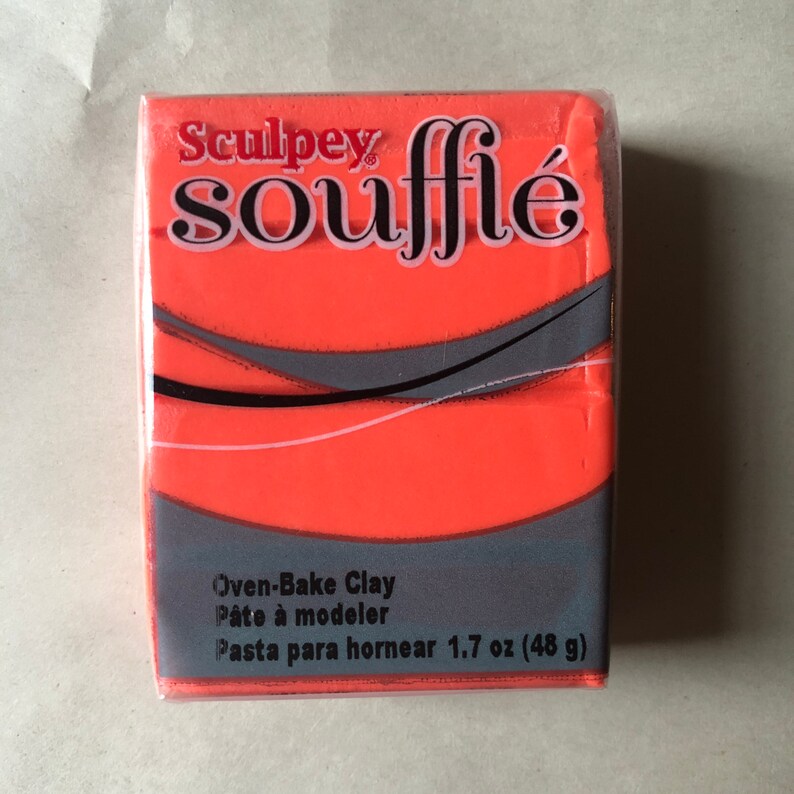 Sculpey®
soufflé
Oven-Bake Clay
Pâte à modeler
Pasta para hornear 1.7 oz (48 g)